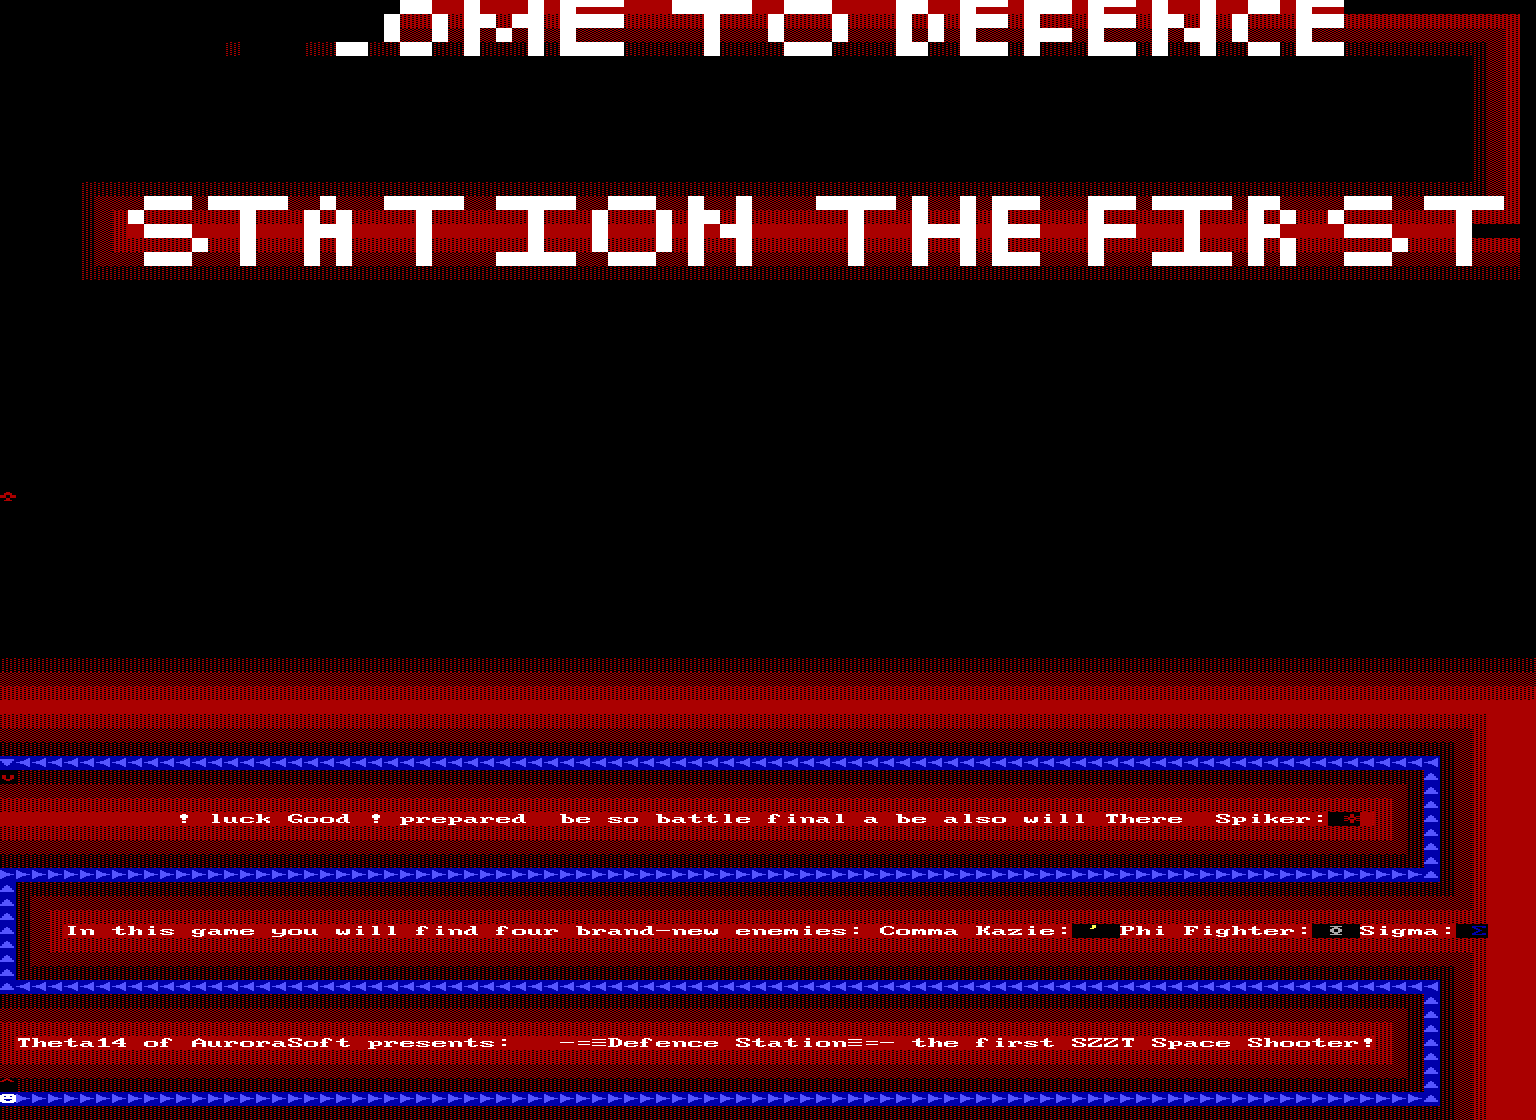 OME TO DEFENCE
STATION THE FIRST
! luck Good ! prepared be so battle final a be also will There Spiker:
In this game you will find four brand-new enemies: Comma Kazie: ' Phi Fighter: ☼ Sigma: Σ
Theta14 of AuroraSoft presents: -=≡Defence Station≡=- the first SZZT Space Shooter!